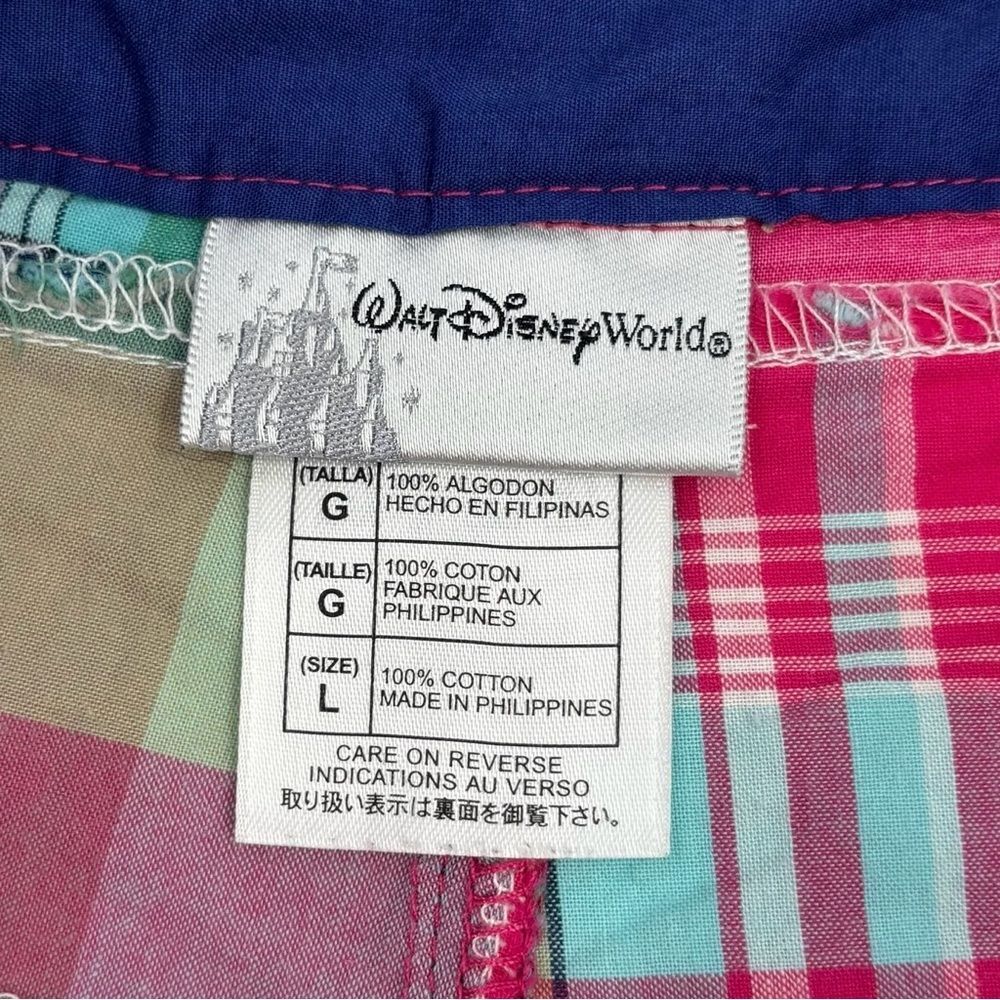 WALT DISNEY World®
(TALLA)
G
100% ALGODON
HECHO EN FILIPINAS
(TAILLE)
G
100% COTON
FABRIQUE AUX
PHILIPPINES
(SIZE)
L
100% COTTON
MADE IN PHILIPPINES
CARE ON REVERSE
INDICATIONS AU VERSO
取り扱い表示は裏面を御覧下さい。